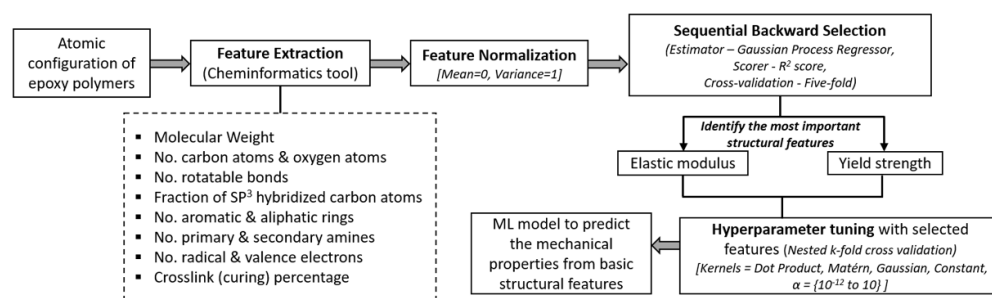 Atomic
configuration of
epoxy polymers
Feature Extraction
(Cheminformatics tool)
Feature Normalization
[Mean=0, Variance=1]
Sequential Backward Selection
(Estimator – Gaussian Process Regressor,
Scorer - R² score,
Cross-validation - Five-fold)
▪ Molecular Weight
▪ No. carbon atoms & oxygen atoms
▪ No. rotatable bonds
▪ Fraction of SP³ hybridized carbon atoms
▪ No. aromatic & aliphatic rings
▪ No. primary & secondary amines
▪ No. radical & valence electrons
▪ Crosslink (curing) percentage
Identify the most important
structural features
Elastic modulus
Yield strength
ML model to predict
the mechanical
properties from basic
structural features
Hyperparameter tuning with selected
features (Nested k-fold cross validation)
[Kernels = Dot Product, Matérn, Gaussian, Constant,
α = {10⁻¹² to 10} ]